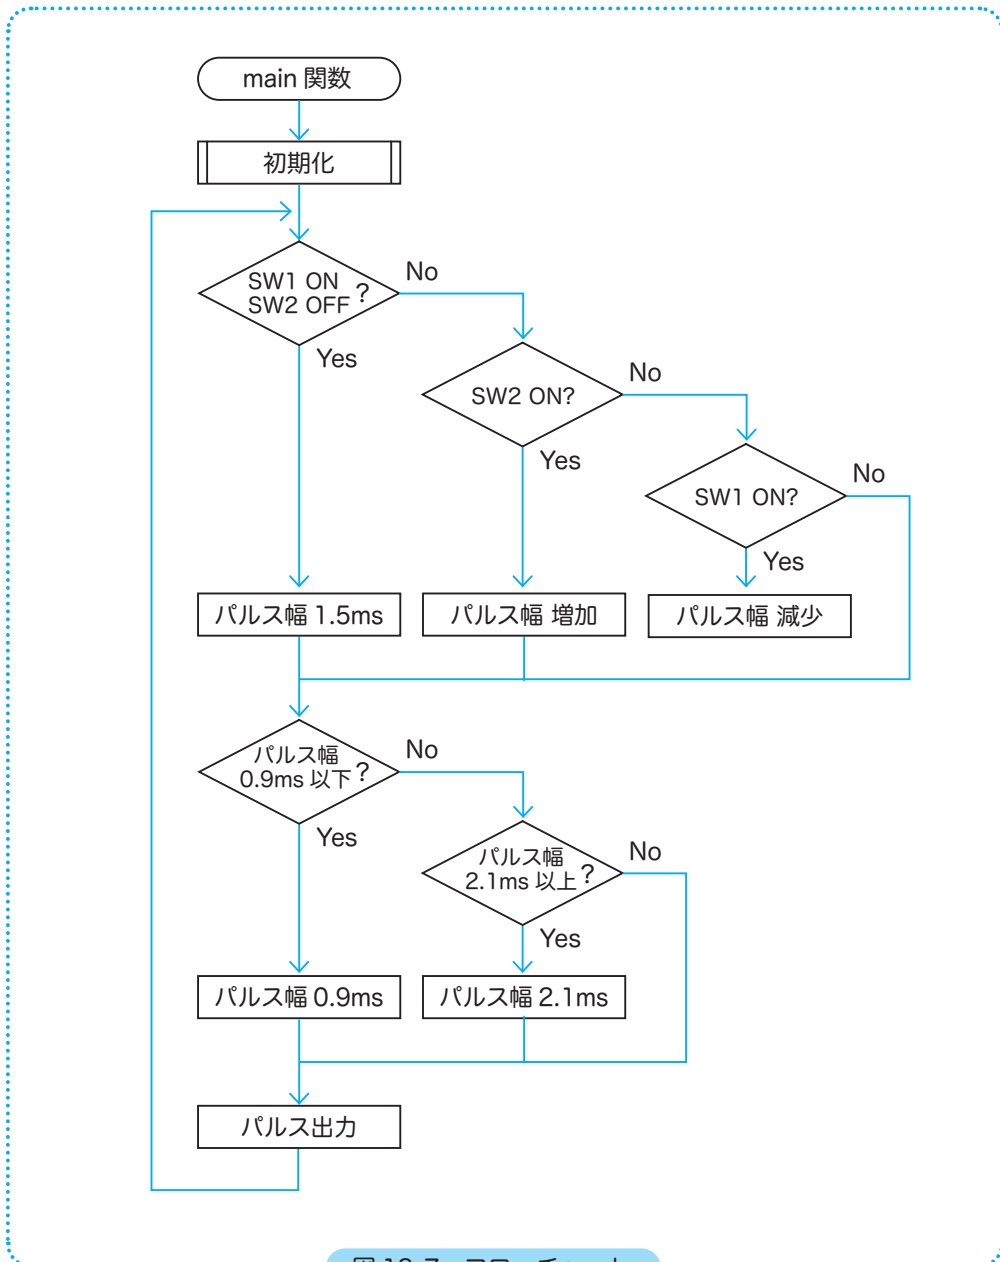 main 関数
初期化
SW1 ON
SW2 OFF ?
No
Yes
SW2 ON?
No
Yes
SW1 ON?
No
Yes
パルス幅 1.5ms
パルス幅 増加
パルス幅 減少
パルス幅
0.9ms 以下 ?
No
Yes
パルス幅
2.1ms 以上 ?
No
Yes
パルス幅 0.9ms
パルス幅 2.1ms
パルス出力